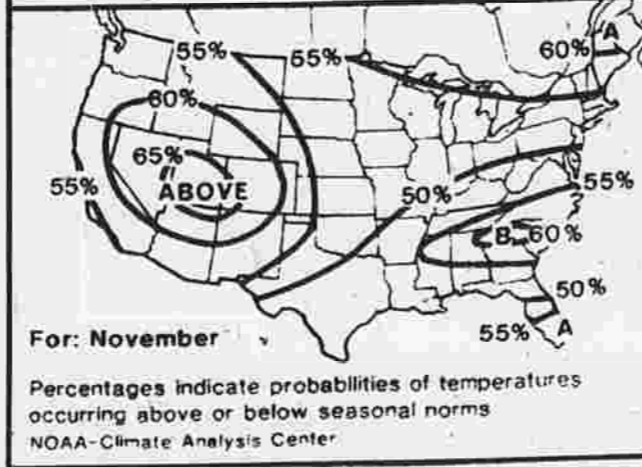 A
60%
55%
55%
60%
65%
ABOVE
55%
50%
55%
B
60%
50%
55%
A
For: November
Percentages indicate probabilities of temperatures
occurring above or below seasonal norms
NOAA-Climate Analysis Center